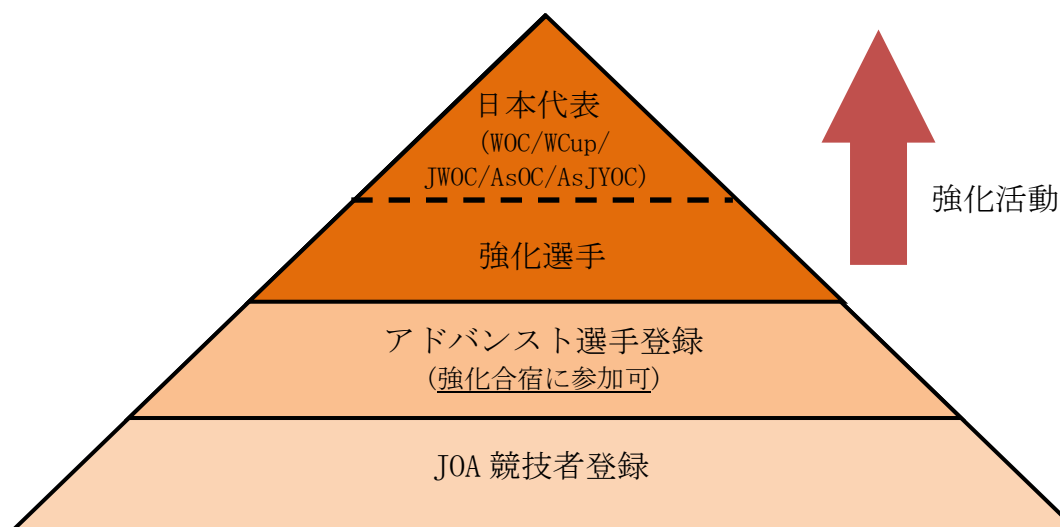 日本代表
(WOC/WCup/
JWOC/AsOC/AsJYOC)
強化活動
強化選手
アドバンスト選手登録
(強化合宿に参加可)
JOA 競技者登録